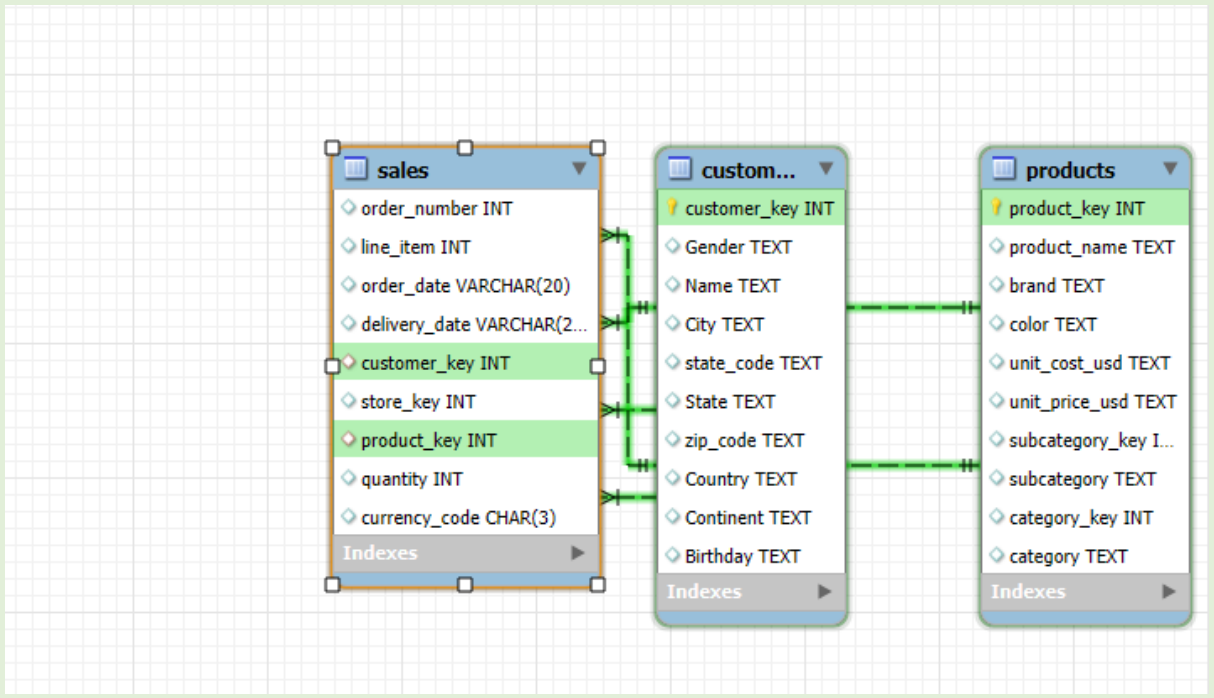 sales
order_number INT
line_item INT
order_date VARCHAR(20)
delivery_date VARCHAR(2...
customer_key INT
store_key INT
product_key INT
quantity INT
currency_code CHAR(3)
Indexes
custom...
customer_key INT
Gender TEXT
Name TEXT
City TEXT
state_code TEXT
State TEXT
zip_code TEXT
Country TEXT
Continent TEXT
Birthday TEXT
Indexes
products
product_key INT
product_name TEXT
brand TEXT
color TEXT
unit_cost_usd TEXT
unit_price_usd TEXT
subcategory_key I...
subcategory TEXT
category_key INT
category TEXT
Indexes